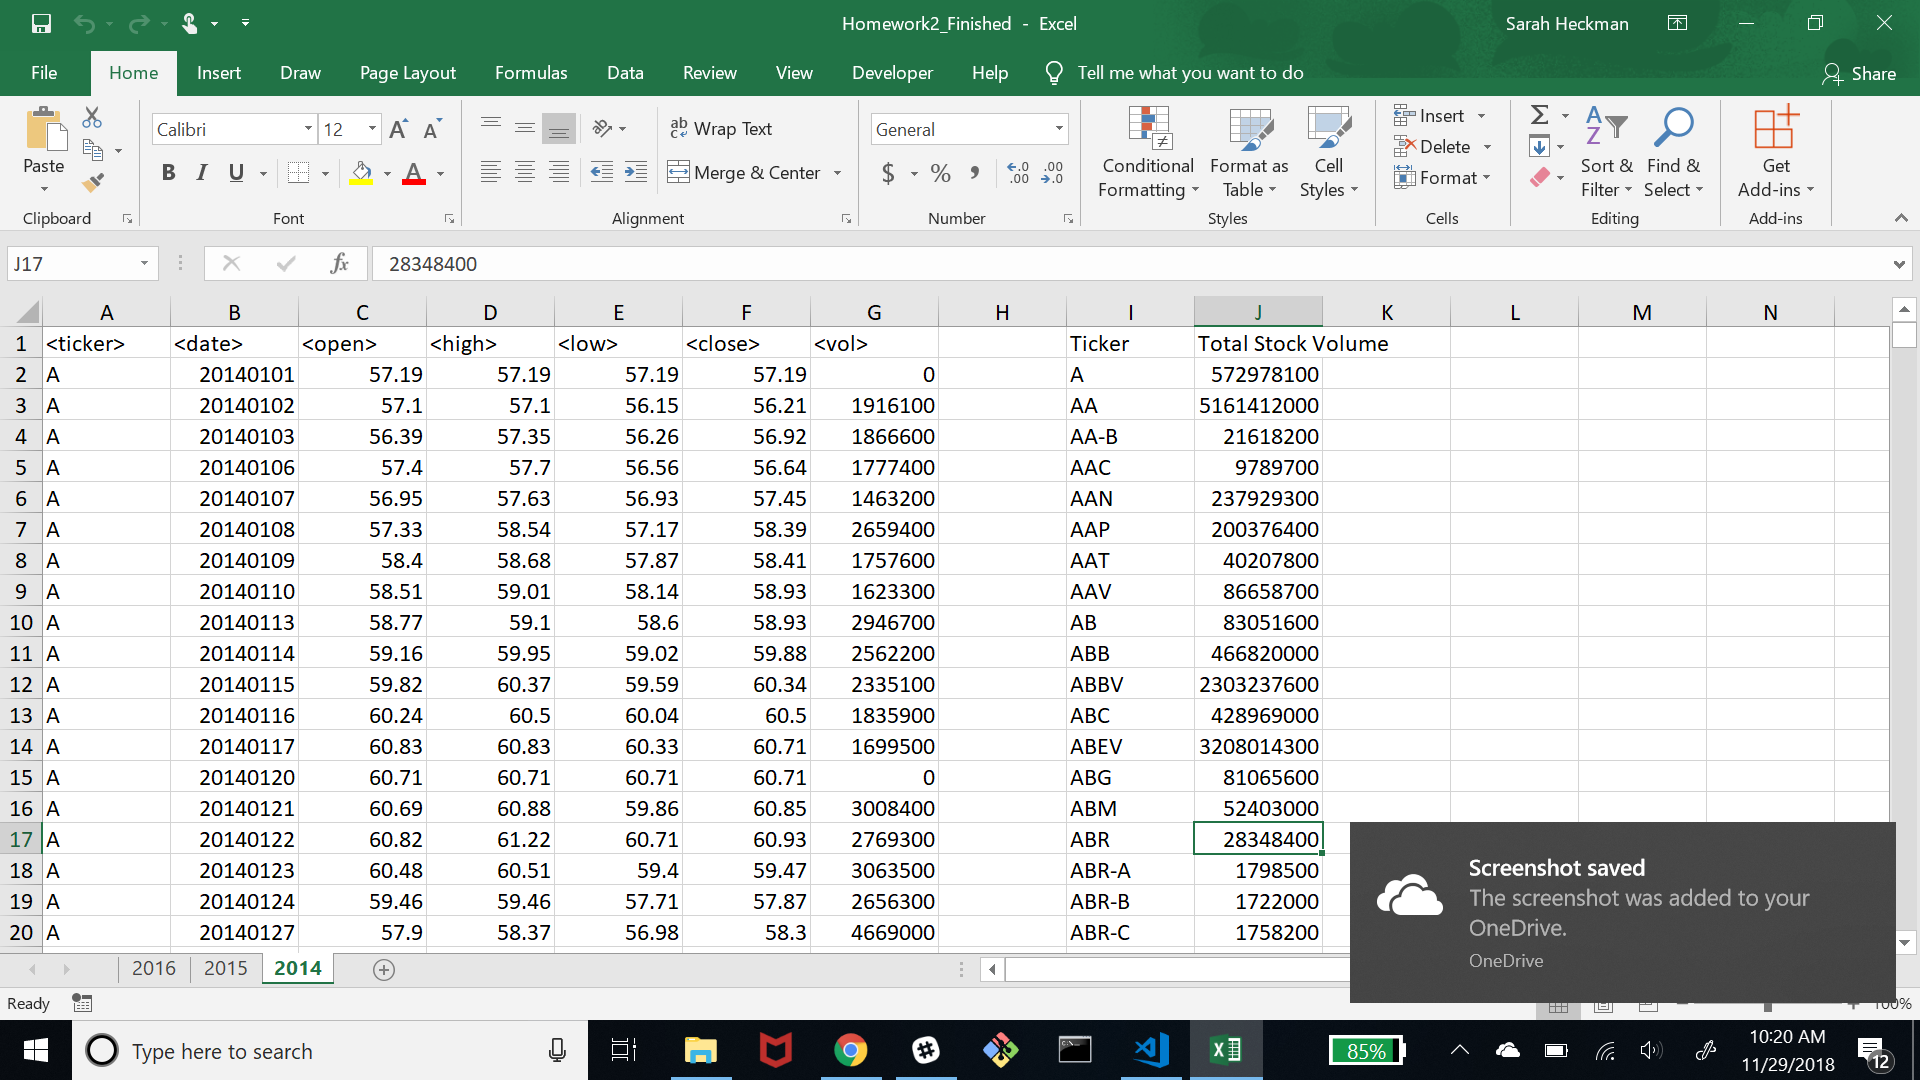 Homework2_Finished - Excel
Sarah Heckman
File Home Insert Draw Page Layout Formulas Data Review View Developer Help Tell me what you want to do Share
Paste
Clipboard
Calibri 12
B I U
Font
Wrap Text
Merge & Center
Alignment
General
$ % ,
Number
Conditional Formatting
Format as Table
Cell Styles
Styles
Insert
Delete
Format
Cells
Sort & Filter
Find & Select
Editing
Get Add-ins
Add-ins
J17 fx 28348400
A B C D E F G H I J K L M N
1 <ticker> <date> <open> <high> <low> <close> <vol> Ticker Total Stock Volume
2 A 20140101 57.19 57.19 57.19 57.19 0 A 572978100
3 A 20140102 57.1 57.1 56.15 56.21 1916100 AA 5161412000
4 A 20140103 56.39 57.35 56.26 56.92 1866600 AA-B 21618200
5 A 20140106 57.4 57.7 56.56 56.64 1777400 AAC 9789700
6 A 20140107 56.95 57.63 56.93 57.45 1463200 AAN 237929300
7 A 20140108 57.33 58.54 57.17 58.39 2659400 AAP 200376400
8 A 20140109 58.4 58.68 57.87 58.41 1757600 AAT 40207800
9 A 20140110 58.51 59.01 58.14 58.93 1623300 AAV 86658700
10 A 20140113 58.77 59.1 58.6 58.93 2946700 AB 83051600
11 A 20140114 59.16 59.95 59.02 59.88 2562200 ABB 466820000
12 A 20140115 59.82 60.37 59.59 60.34 2335100 ABBV 2303237600
13 A 20140116 60.24 60.5 60.04 60.5 1835900 ABC 428969000
14 A 20140117 60.83 60.83 60.33 60.71 1699500 ABEV 3208014300
15 A 20140120 60.71 60.71 60.71 60.71 0 ABG 81065600
16 A 20140121 60.69 60.88 59.86 60.85 3008400 ABM 52403000
17 A 20140122 60.82 61.22 60.71 60.93 2769300 ABR 28348400
18 A 20140123 60.48 60.51 59.4 59.47 3063500 ABR-A 1798500
19 A 20140124 59.46 59.46 57.71 57.87 2656300 ABR-B 1722000
20 A 20140127 57.9 58.37 56.98 58.3 4669000 ABR-C 1758200
Screenshot saved
The screenshot was added to your
OneDrive.
OneDrive
2016 2015 2014
Ready 100%
Type here to search
85%
10:20 AM
11/29/2018
12